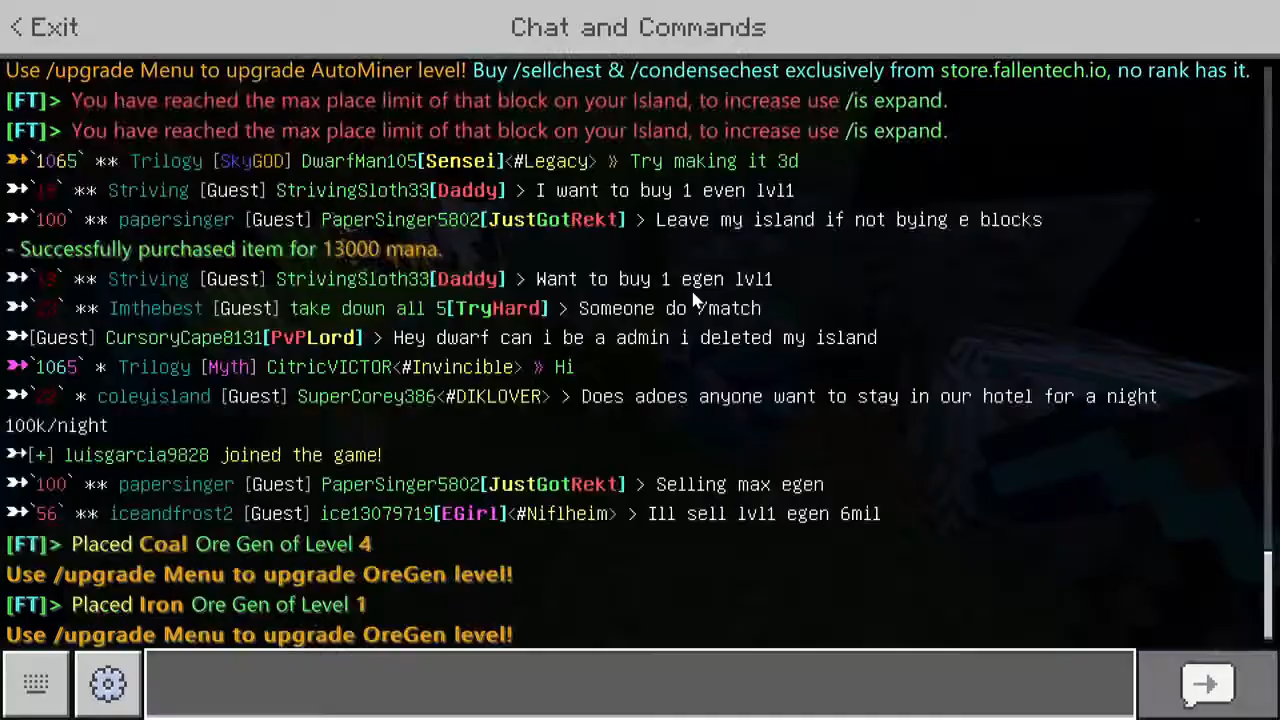 < Exit
Chat and Commands
Use /upgrade Menu to upgrade AutoMiner level! Buy /sellchest & /condensechest exclusively from store.fallentech.io, no rank has it.
[FT]> You have reached the max place limit of that block on your Island, to increase use /is expand.
[FT]> You have reached the max place limit of that block on your Island, to increase use /is expand.
`1065` ** Trilogy [SkyGOD] DwarfMan105[Sensei]<#Legacy> » Try making it 3d
** Striving [Guest] StrivingSloth33[Daddy] > I want to buy 1 even lvl1
`100` ** papersinger [Guest] PaperSinger5802[JustGotRekt] > Leave my island if not bying e blocks
- Successfully purchased item for 13000 mana.
** Striving [Guest] StrivingSloth33[Daddy] > Want to buy 1 egen lvl1
** Imthebest [Guest] take down all 5[TryHard] > Someone do /match
[Guest] CursoryCape8131[PvPLord] > Hey dwarf can i be a admin i deleted my island
`1065` * Trilogy [Myth] CitricVICTOR<#Invincible> » Hi
* coleyisland [Guest] SuperCorey386<#DIKLOVER> > Does adoes anyone want to stay in our hotel for a night
100k/night
[+] luisgarcia9828 joined the game!
`100` ** papersinger [Guest] PaperSinger5802[JustGotRekt] > Selling max egen
`56` ** iceandfrost2 [Guest] ice13079719[EGirl]<#Niflheim> > Ill sell lvl1 egen 6mil
[FT]> Placed Coal Ore Gen of Level 4
Use /upgrade Menu to upgrade OreGen level!
[FT]> Placed Iron Ore Gen of Level 1
Use /upgrade Menu to upgrade OreGen level!